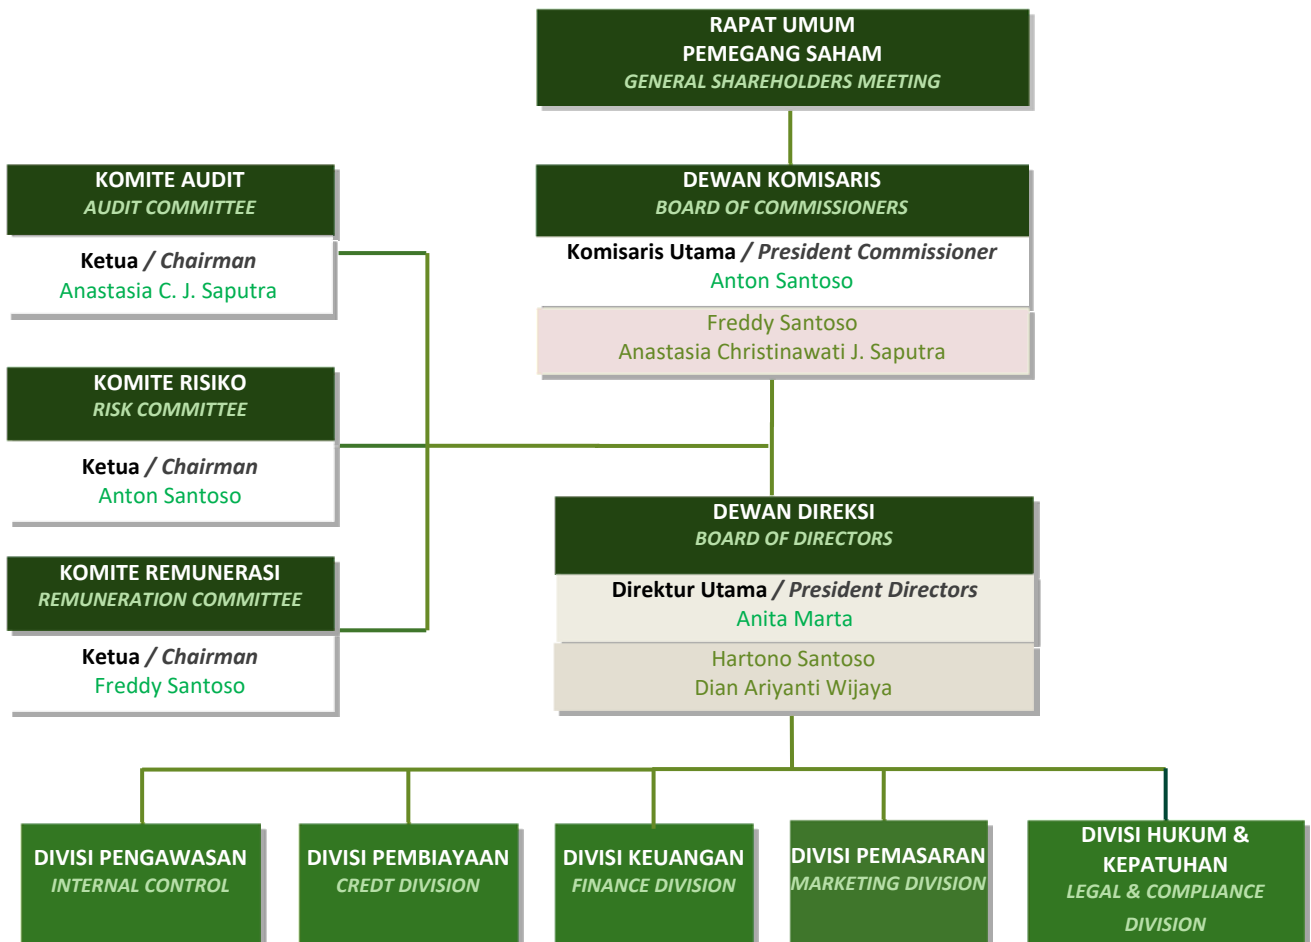 RAPAT UMUM
PEMEGANG SAHAM
GENERAL SHAREHOLDERS MEETING
KOMITE AUDIT
AUDIT COMMITTEE
Ketua / Chairman
Anastasia C. J. Saputra
DEWAN KOMISARIS
BOARD OF COMMISSIONERS
Komisaris Utama / President Commissioner
Anton Santoso
Freddy Santoso
Anastasia Christinawati J. Saputra
KOMITE RISIKO
RISK COMMITTEE
Ketua / Chairman
Anton Santoso
KOMITE REMUNERASI
REMUNERATION COMMITTEE
Ketua / Chairman
Freddy Santoso
DEWAN DIREKSI
BOARD OF DIRECTORS
Direktur Utama / President Directors
Anita Marta
Hartono Santoso
Dian Ariyanti Wijaya
DIVISI PENGAWASAN
INTERNAL CONTROL
DIVISI PEMBIAYAAN
CREDT DIVISION
DIVISI KEUANGAN
FINANCE DIVISION
DIVISI PEMASARAN
MARKETING DIVISION
DIVISI HUKUM &
KEPATUHAN
LEGAL & COMPLIANCE
DIVISION